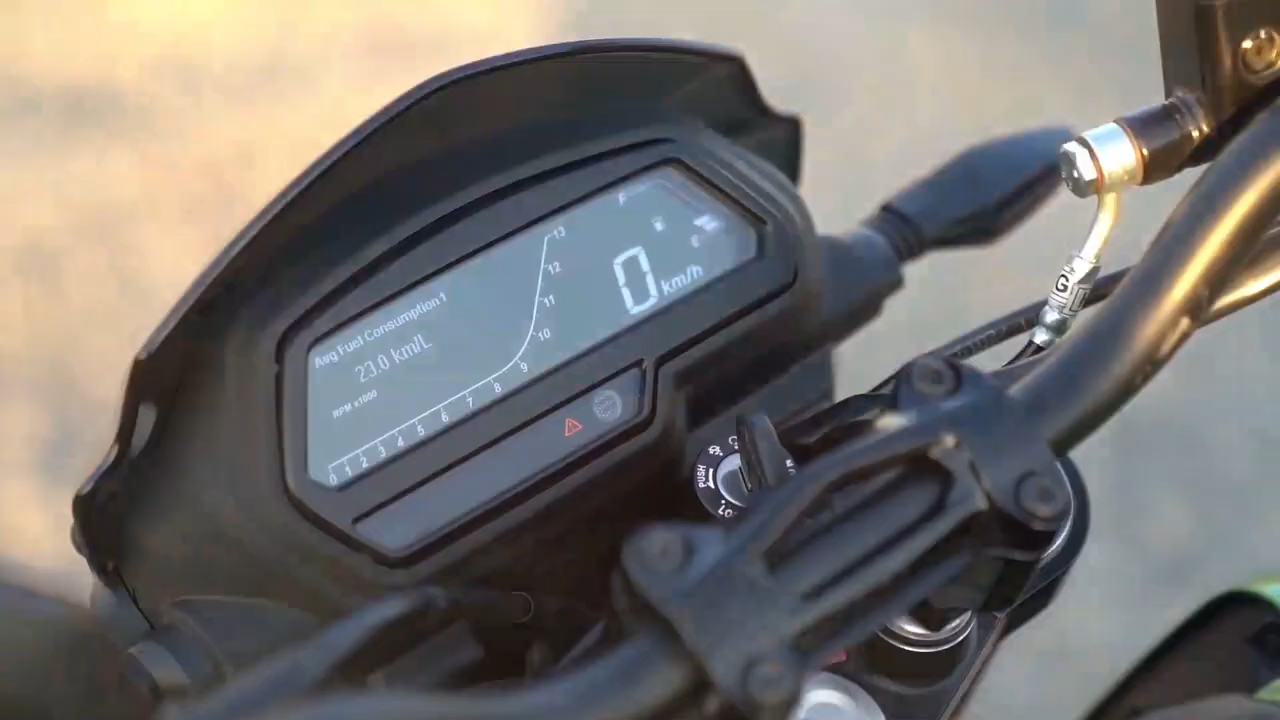 Avg Fuel Consumption 1
23.0 km/L
RPM x1000
0 1 2 3 4 5 6 7 8 9 10 11 12 13
F
0 km/h
PUSH
G